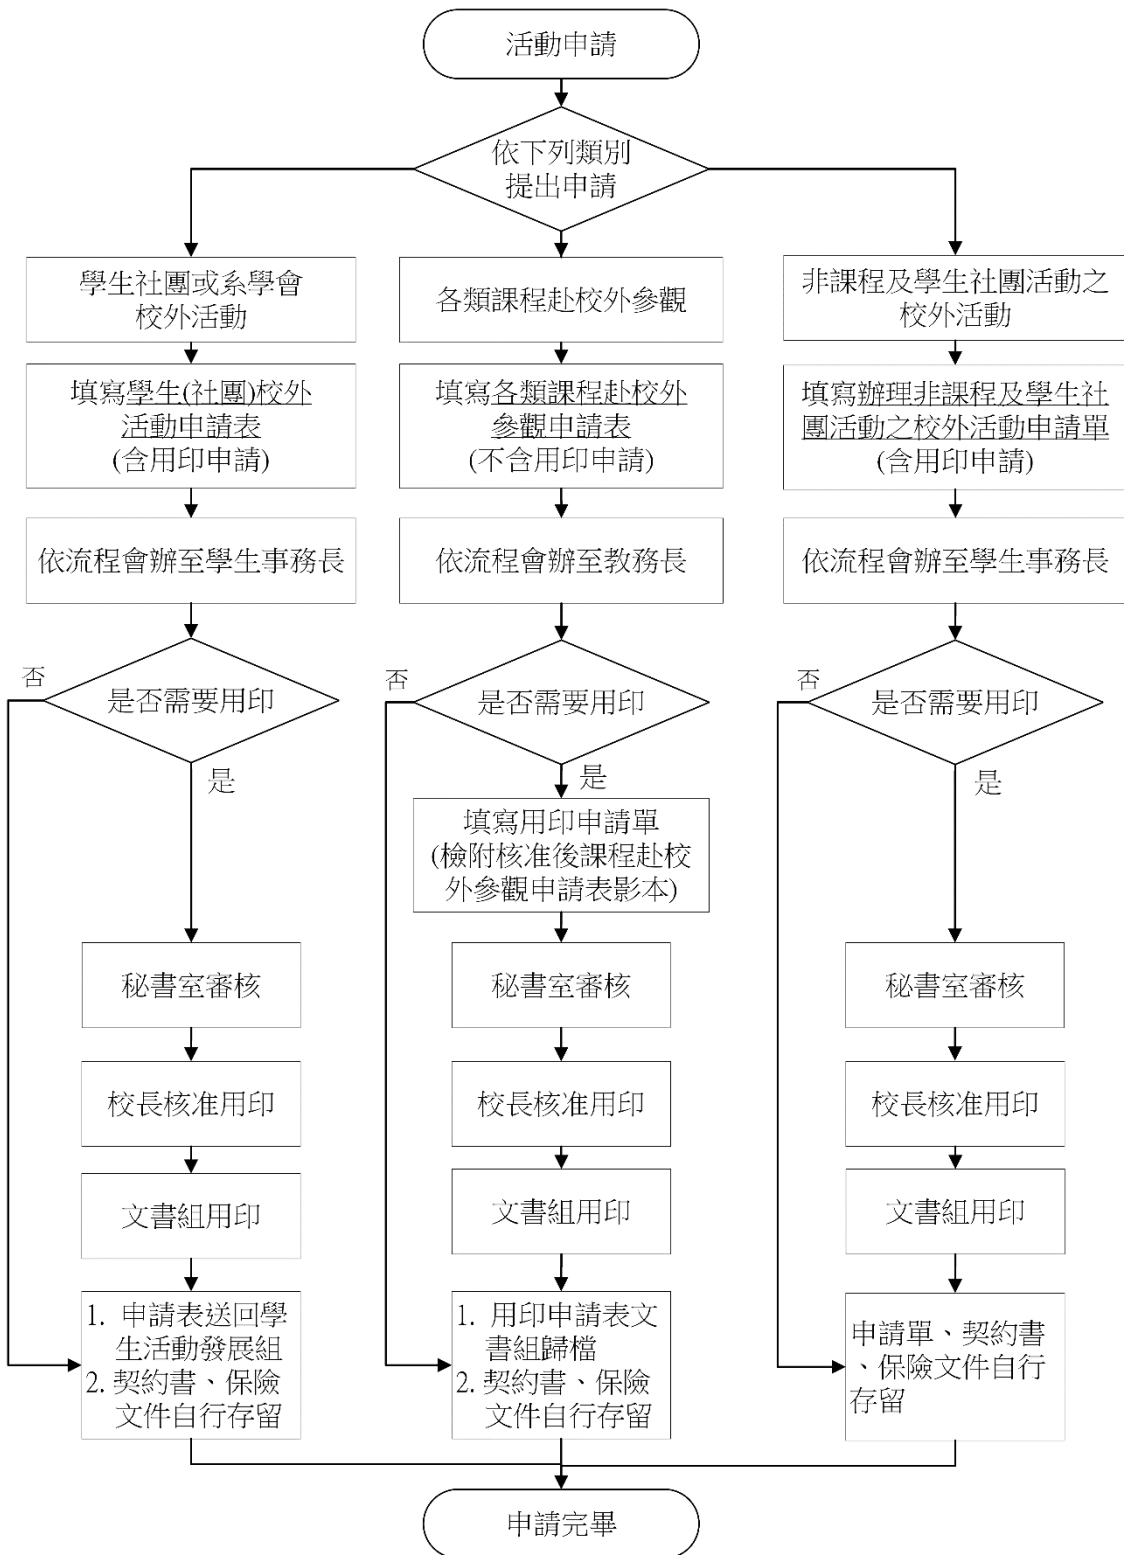 活動申請
依下列類別
提出申請
學生社團或系學會
校外活動
填寫學生(社團)校外
活動申請表
(含用印申請)
依流程會辦至學生事務長
否
是否需要用印
是
秘書室審核
校長核准用印
文書組用印
1. 申請表送回學
生活動發展組
2. 契約書、保險
文件自行存留
各類課程赴校外參觀
填寫各類課程赴校外
參觀申請表
(不含用印申請)
依流程會辦至教務長
否
是否需要用印
是
填寫用印申請單
(檢附核准後課程赴校
外參觀申請表影本)
秘書室審核
校長核准用印
文書組用印
1. 用印申請表文
書組歸檔
2. 契約書、保險
文件自行存留
非課程及學生社團活動之
校外活動
填寫辦理非課程及學生社
團活動之校外活動申請單
(含用印申請)
依流程會辦至學生事務長
否
是否需要用印
是
秘書室審核
校長核准用印
文書組用印
申請單、契約書
、保險文件自行
存留
申請完畢